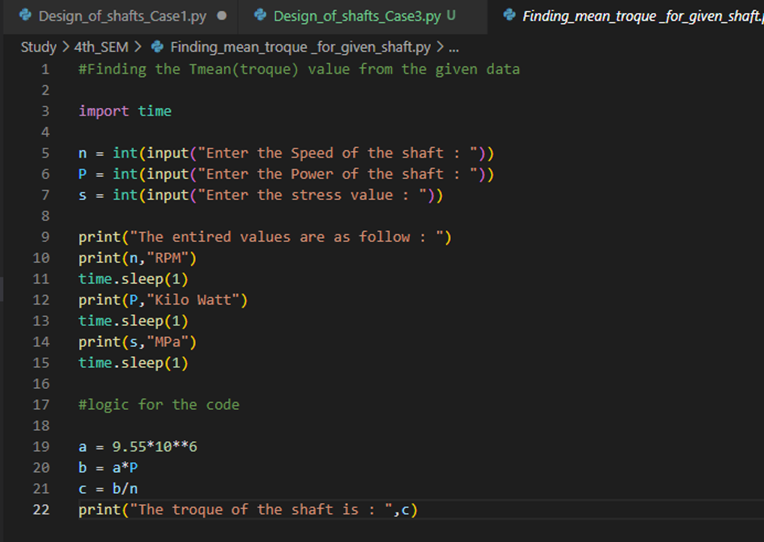 Design_of_shafts_Case1.py Design_of_shafts_Case3.py U Finding_mean_troque _for_given_shaft.p
Study > 4th_SEM > Finding_mean_troque _for_given_shaft.py > ...
1 #Finding the Tmean(troque) value from the given data
2
3 import time
4
5 n = int(input("Enter the Speed of the shaft : "))
6 P = int(input("Enter the Power of the shaft : "))
7 s = int(input("Enter the stress value : "))
8
9 print("The entired values are as follow : ")
10 print(n,"RPM")
11 time.sleep(1)
12 print(P,"Kilo Watt")
13 time.sleep(1)
14 print(s,"MPa")
15 time.sleep(1)
16
17 #logic for the code
18
19 a = 9.55*10**6
20 b = a*P
21 c = b/n
22 print("The troque of the shaft is : ",c)